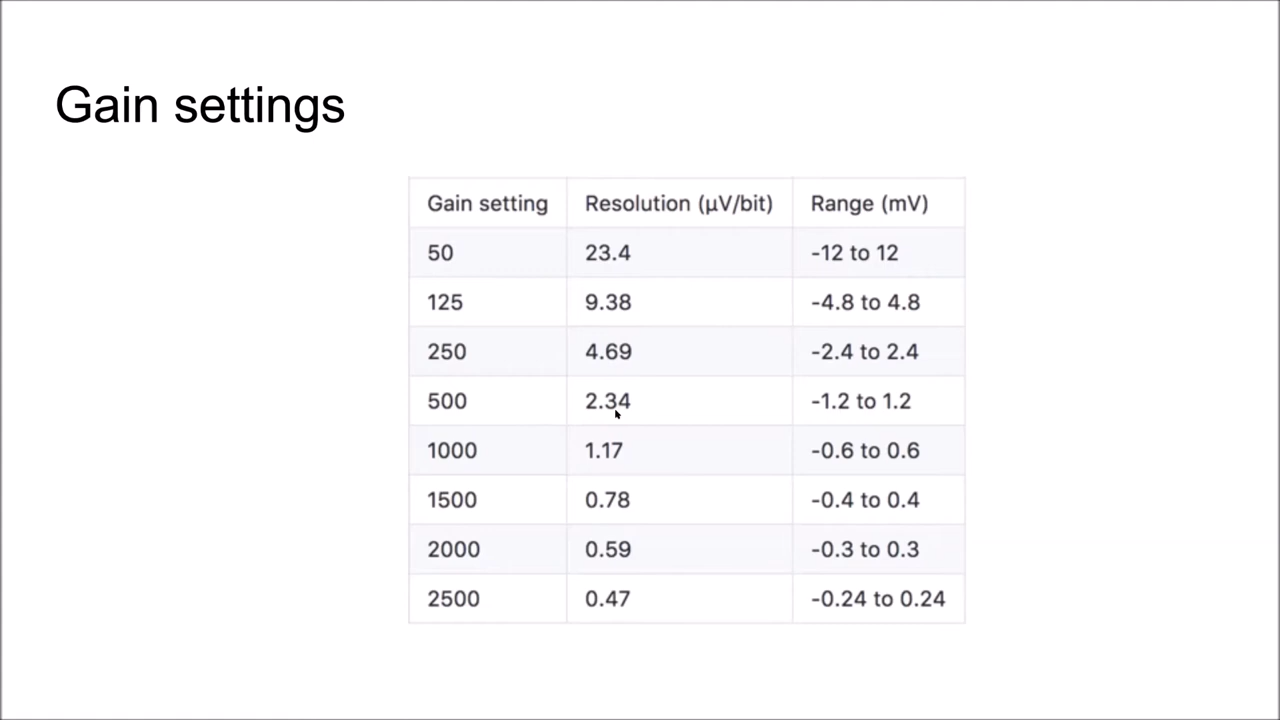 Gain settings
Gain setting Resolution (µV/bit) Range (mV)
50 23.4 -12 to 12
125 9.38 -4.8 to 4.8
250 4.69 -2.4 to 2.4
500 2.34 -1.2 to 1.2
1000 1.17 -0.6 to 0.6
1500 0.78 -0.4 to 0.4
2000 0.59 -0.3 to 0.3
2500 0.47 -0.24 to 0.24